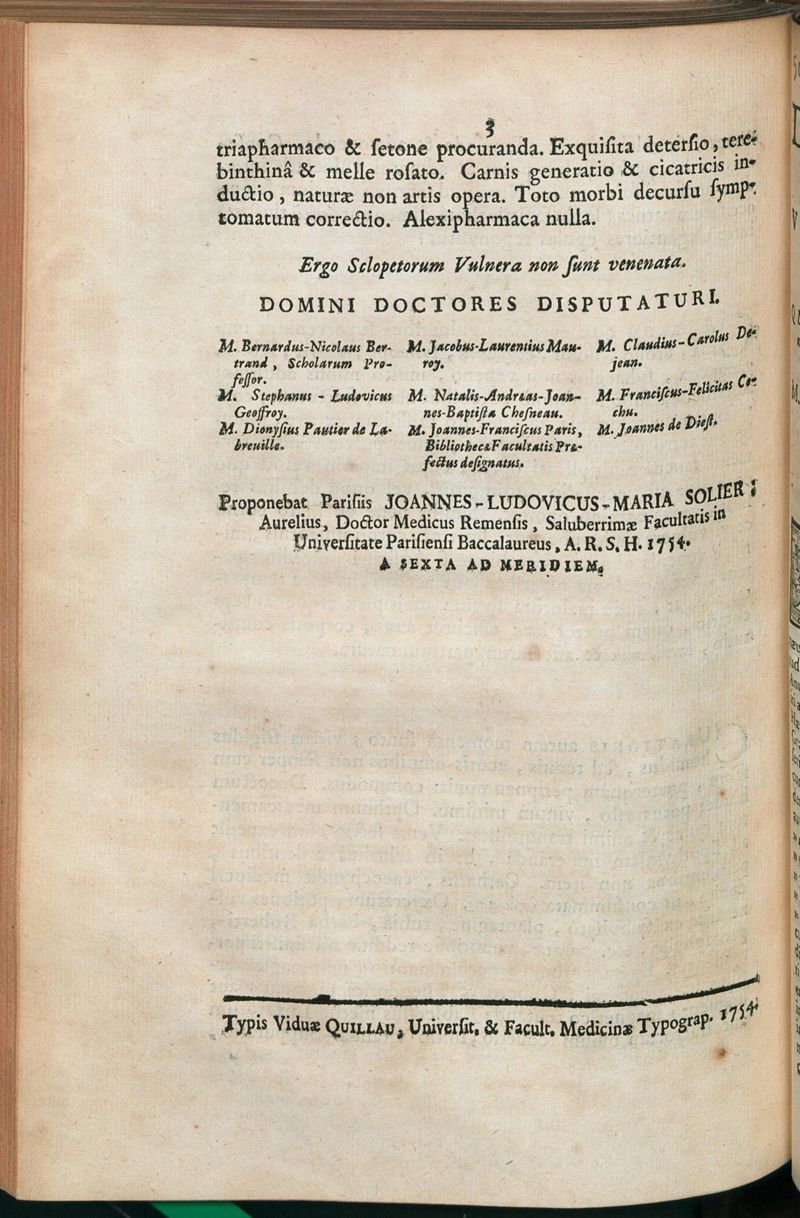 3
triapharmaco & ſetone procuranda. Exquiſita deterſio, tere-
binthinâ & melle roſato. Carnis generatio & cicatricis in-
ductio, naturæ non artis opera. Toto morbi decurſu ſymp-
tomatum correctio. Alexipharmaca nulla.
Ergo Sclopetorum Vulnera non ſunt venenata.
DOMINI DOCTORES DISPUTATURI.
M. Bernardus-Nicolaus Ber-
trand, Scholarum Pro-
feſſor.
M. Stephanus-Ludovicus
Geoffroy.
M. Dionyſius Pautier de La-
breuille.
M. Jacobus-Laurentius Mau-
roy.
M. Natalis-Andræas-Joan-
nes-Baptiſta Cheſneau.
M. Joannes-Franciſcus Paris,
Bibliothecæ Facultatis Præ-
fectus deſignatus.
M. Claudius-Carolus De-
jean.
M. Franciſcus-Felicitas Co-
chu.
M. Joannes de Dieſt.
Proponebat Pariſiis JOANNES-LUDOVICUS-MARIA SOLIER:
Aurelius, Doctor Medicus Remenſis, Saluberrimæ Facultatis in
Univerſitate Pariſienſi Baccalaureus, A. R. S. H. 1754.
A SEXTA AD MERIDIEM.
Typis Viduæ QUILLAU, Univerſit. & Facult. Medicinæ Typograp. 1754.